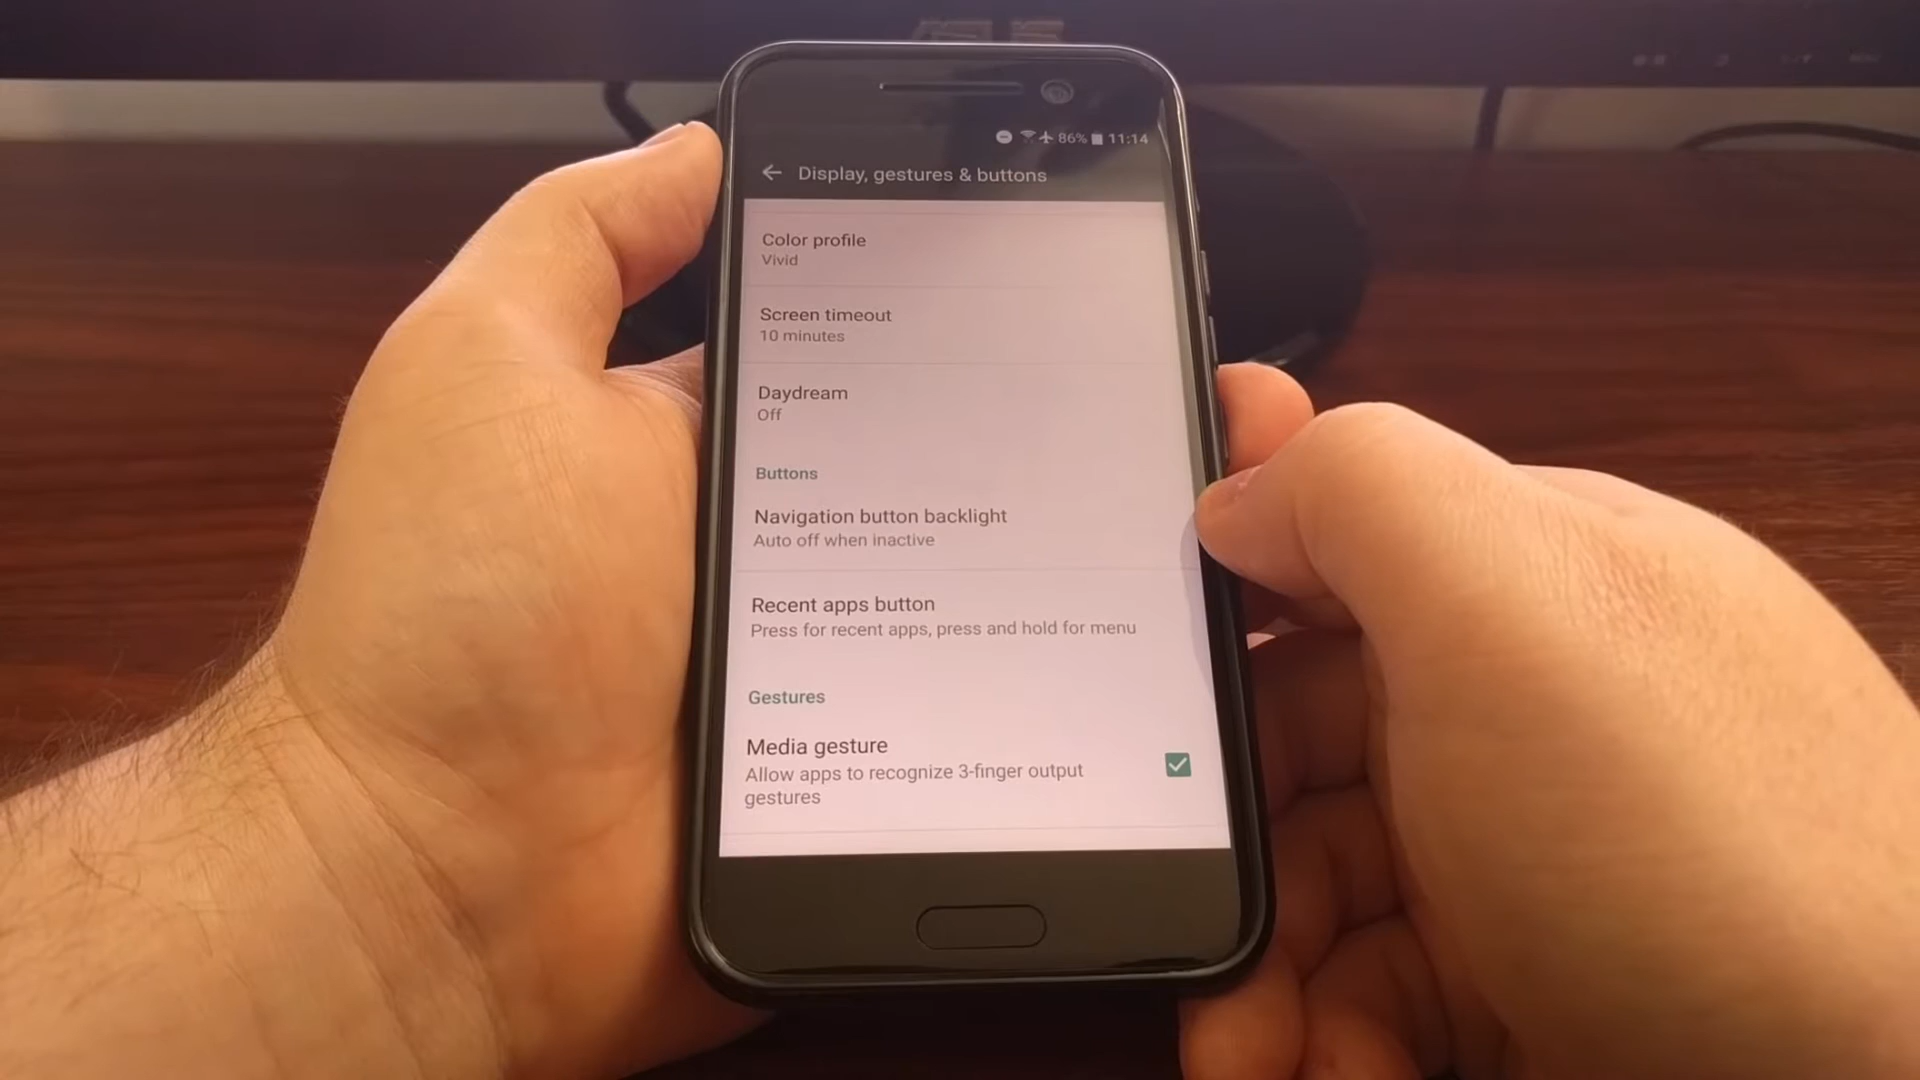 86% 11:14
Display, gestures & buttons
Color profile
Vivid
Screen timeout
10 minutes
Daydream
Off
Buttons
Navigation button backlight
Auto off when inactive
Recent apps button
Press for recent apps, press and hold for menu
Gestures
Media gesture
Allow apps to recognize 3-finger output
gestures